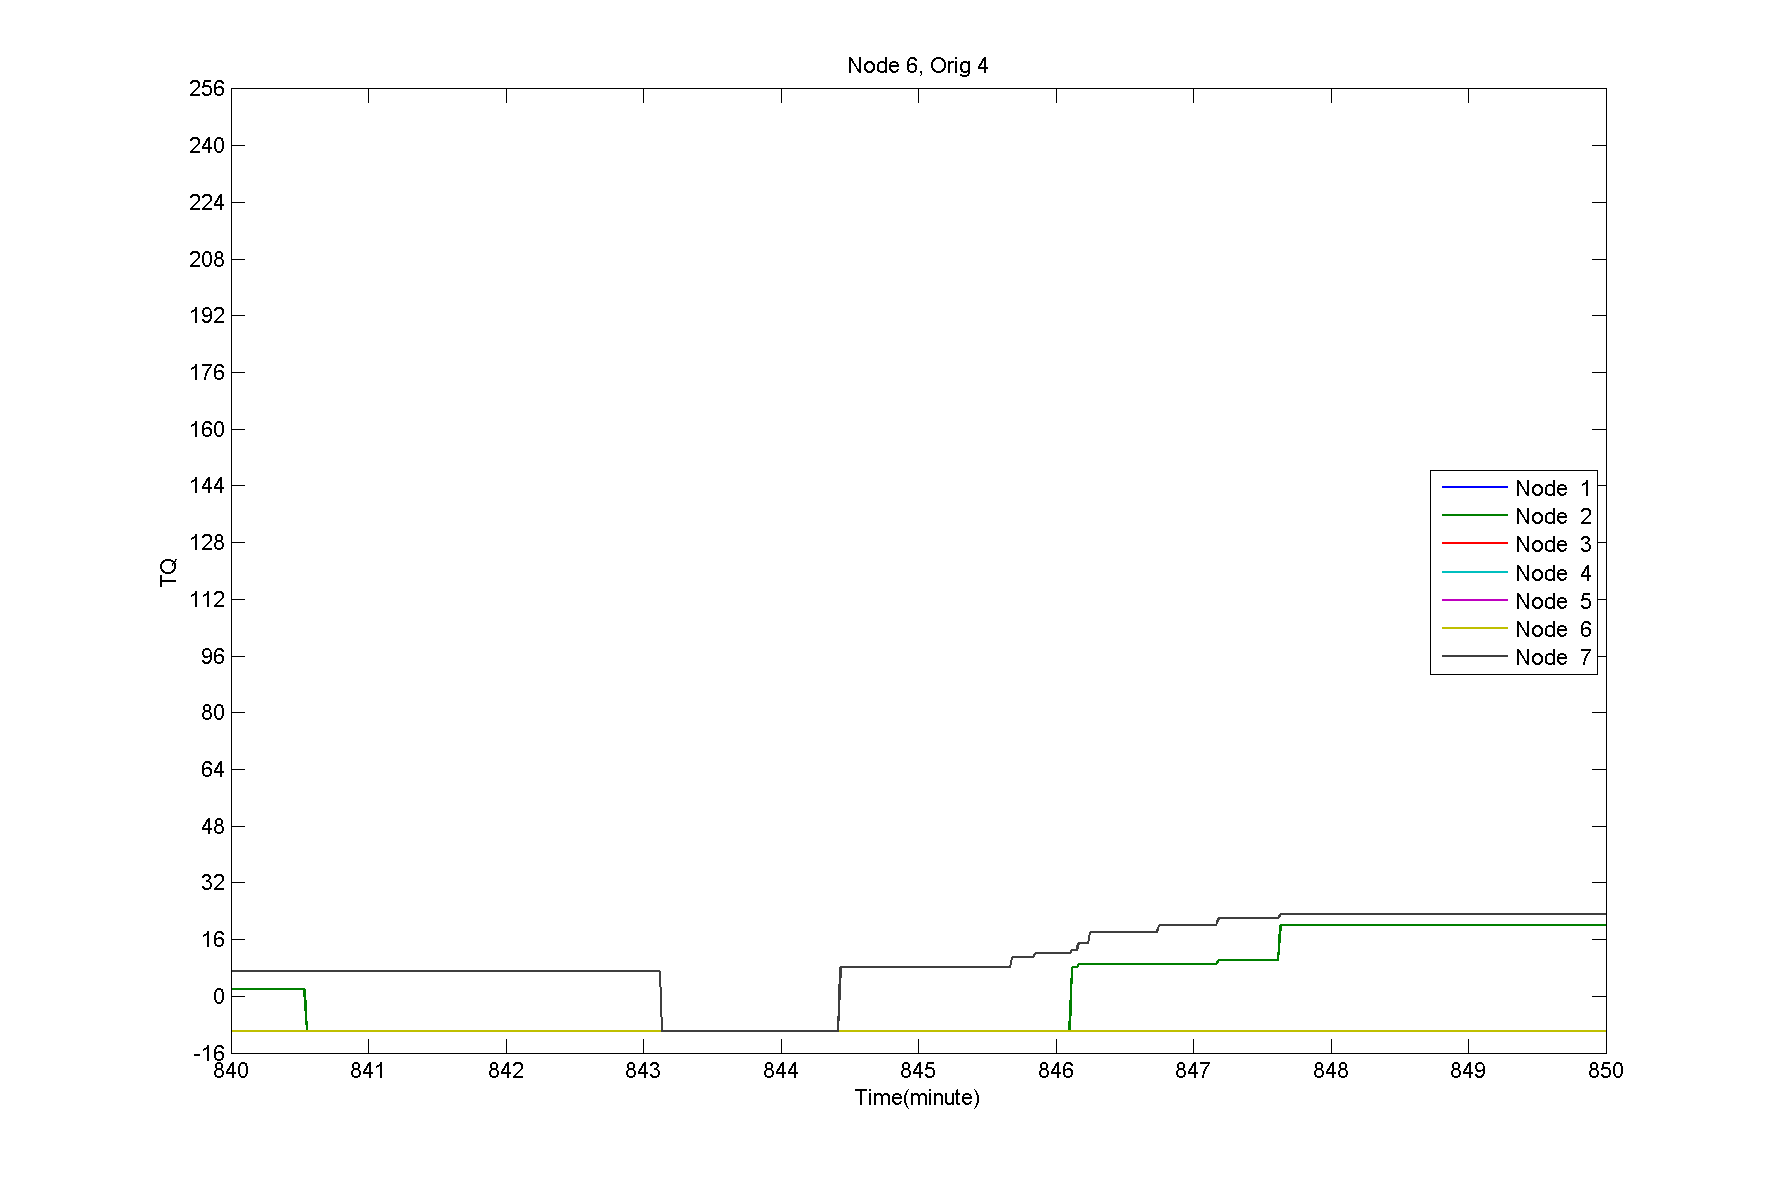 Node 6, Orig 4
256
240
224
208
192
176
160
144
128
112
96
80
64
48
32
16
0
-16
TQ
Node 1
Node 2
Node 3
Node 4
Node 5
Node 6
Node 7
840 841 842 843 844 845 846 847 848 849 850
Time(minute)